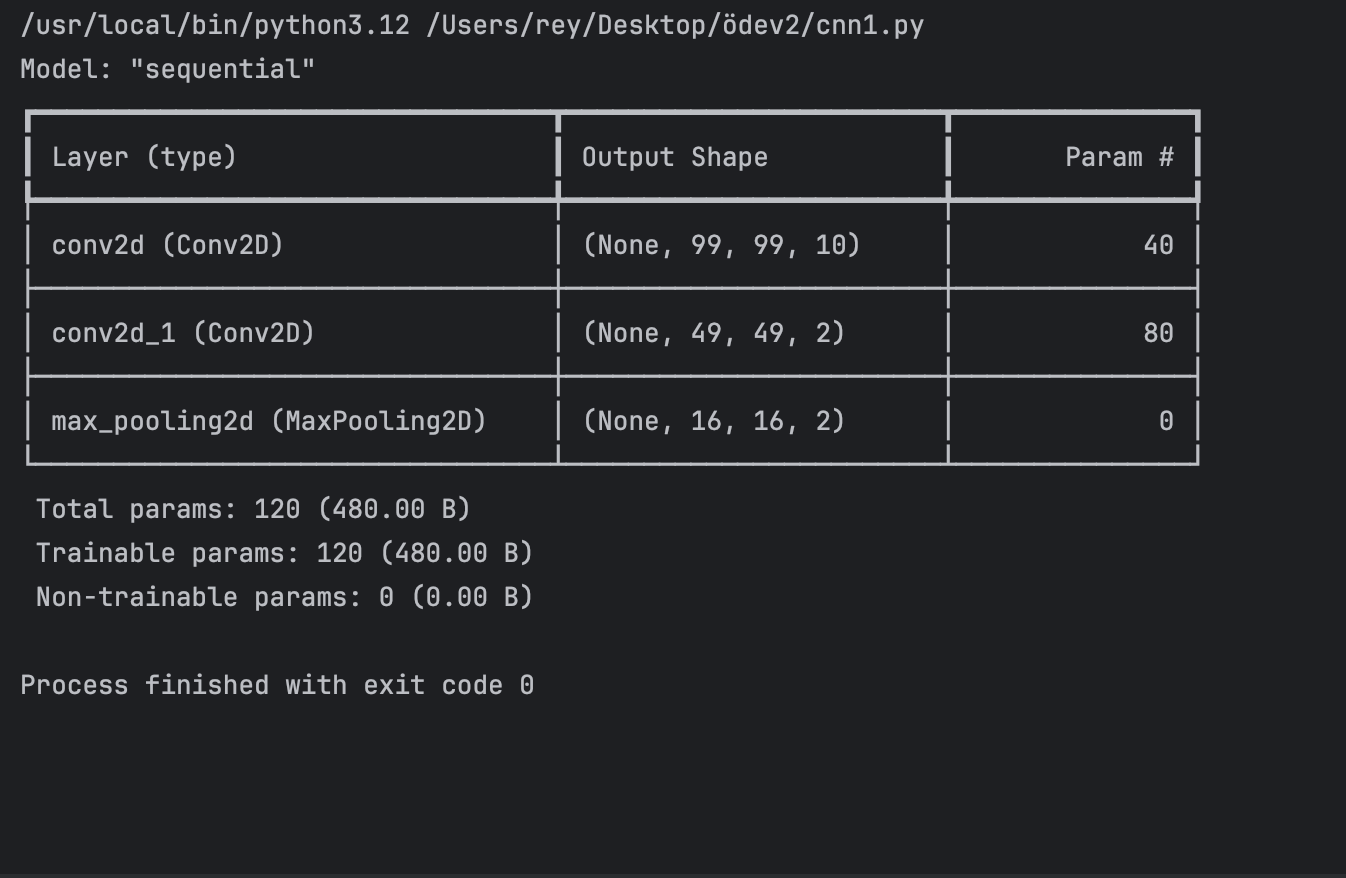 /usr/local/bin/python3.12 /Users/rey/Desktop/ödev2/cnn1.py
Model: "sequential"
Layer (type) Output Shape Param #
conv2d (Conv2D) (None, 99, 99, 10) 40
conv2d_1 (Conv2D) (None, 49, 49, 2) 80
max_pooling2d (MaxPooling2D) (None, 16, 16, 2) 0
Total params: 120 (480.00 B)
Trainable params: 120 (480.00 B)
Non-trainable params: 0 (0.00 B)
Process finished with exit code 0